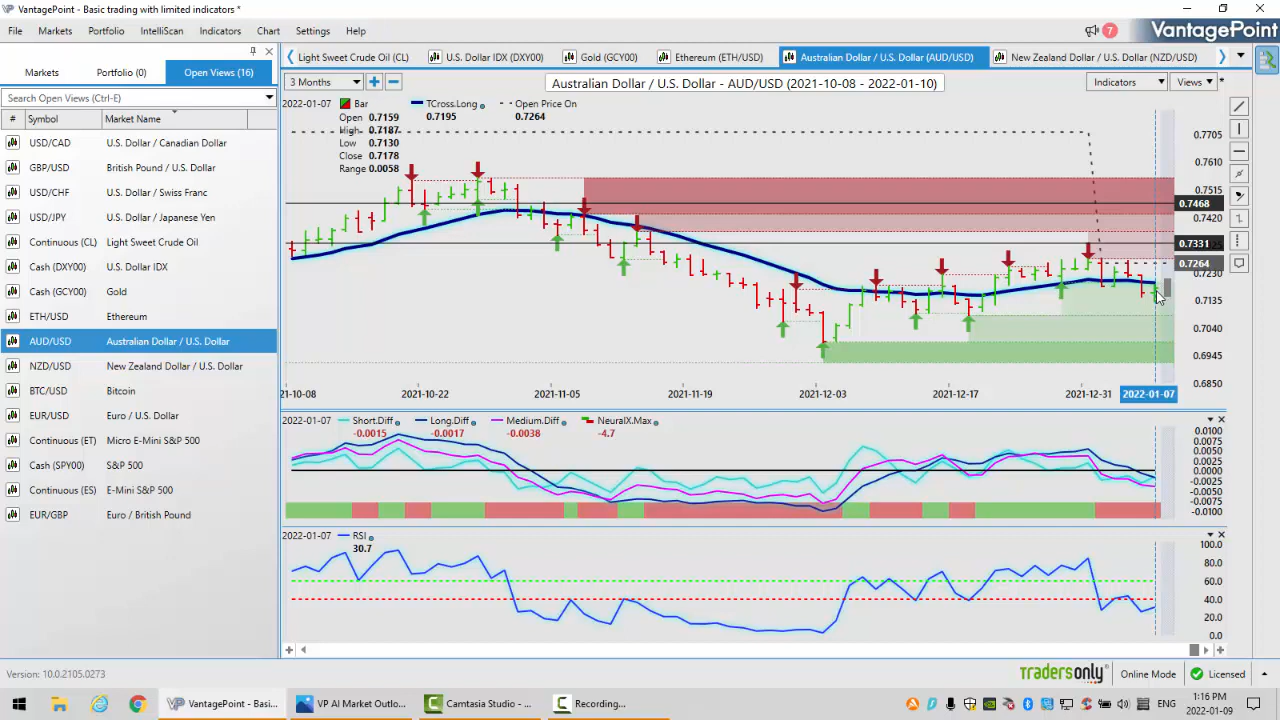 VantagePoint - Basic trading with limited indicators *
File Markets Portfolio IntelliScan Indicators Chart Settings Help
7 VantagePoint
Markets Portfolio (0) Open Views (16)
Light Sweet Crude Oil (CL) U.S. Dollar IDX (DXY00) Gold (GCY00) Ethereum (ETH/USD) Australian Dollar / U.S. Dollar (AUD/USD) New Zealand Dollar / U.S. Dollar (NZD/USD)
3 Months Australian Dollar / U.S. Dollar - AUD/USD (2021-10-08 - 2022-01-10) Indicators Views *
Search Open Views (Ctrl-E)
# Symbol Market Name
USD/CAD U.S. Dollar / Canadian Dollar
GBP/USD British Pound / U.S. Dollar
USD/CHF U.S. Dollar / Swiss Franc
USD/JPY U.S. Dollar / Japanese Yen
Continuous (CL) Light Sweet Crude Oil
Cash (DXY00) U.S. Dollar IDX
Cash (GCY00) Gold
ETH/USD Ethereum
AUD/USD Australian Dollar / U.S. Dollar
NZD/USD New Zealand Dollar / U.S. Dollar
BTC/USD Bitcoin
EUR/USD Euro / U.S. Dollar
Continuous (ET) Micro E-Mini S&P 500
Cash (SPY00) S&P 500
Continuous (ES) E-Mini S&P 500
EUR/GBP Euro / British Pound
2022-01-07 Bar TCross.Long Open Price On
Open 0.7159 0.7195 0.7264
High 0.7187
Low 0.7130
Close 0.7178
Range 0.0058
0.7705
0.7610
0.7515
0.7468
0.7420
0.7331
0.7264
0.7230
0.7135
0.7040
0.6945
0.6850
21-10-08 2021-10-22 2021-11-05 2021-11-19 2021-12-03 2021-12-17 2021-12-31 2022-01-07
2022-01-07 Short.Diff Long.Diff Medium.Diff NeuralX.Max
-0.0015 -0.0017 -0.0038 -4.7
0.0100
0.0075
0.0050
0.0025
0.0000
-0.0025
-0.0050
-0.0075
-0.0100
2022-01-07 RSI
30.7
100.0
80.0
60.0
40.0
20.0
0.0
Version: 10.0.2105.0273 tradersonly Online Mode Licensed
VantagePoint - Basi... VP AI Market Outlo... Camtasia Studio - ... Recording... 1:16 PM
2022-01-09